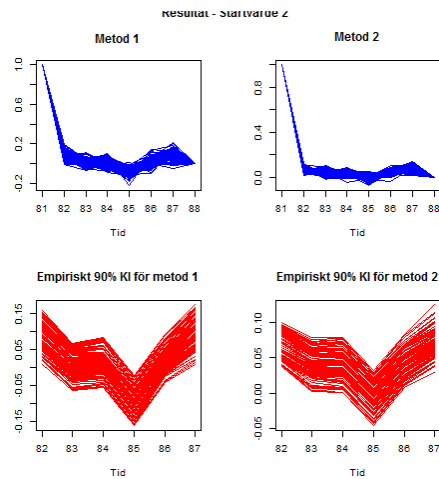 Resultat - Startvärde 2
Metod 1
-0.2 0.2 0.6 1.0
81 82 83 84 85 86 87 88
Tid
Metod 2
0.0 0.4 0.8
81 82 83 84 85 86 87 88
Tid
Empiriskt 90% KI för metod 1
-0.15 -0.05 0.05 0.15
82 83 84 85 86 87
Tid
Empiriskt 90% KI för metod 2
-0.05 0.00 0.05 0.10
82 83 84 85 86 87
Tid